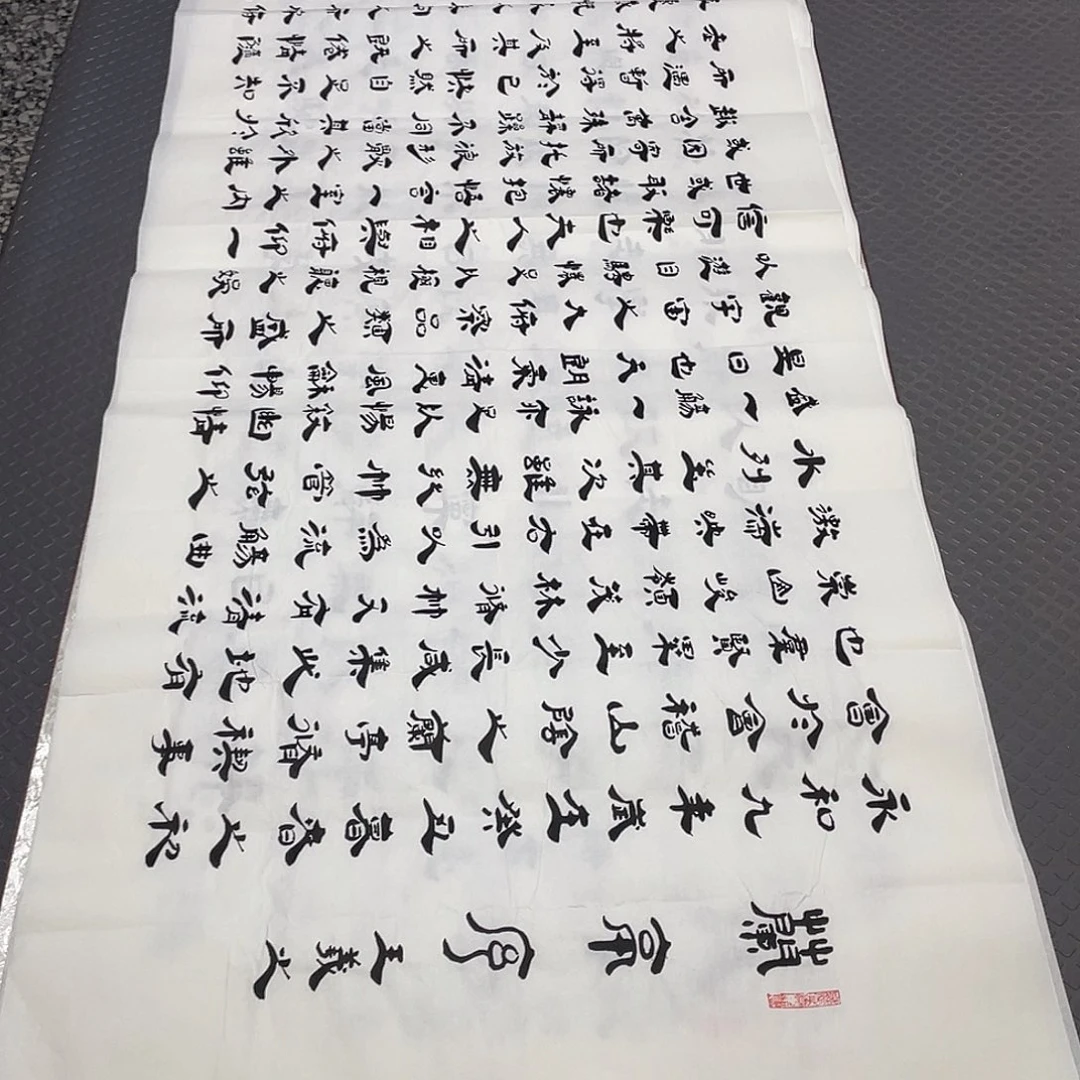 蘭亭序 王羲之
永和九年歲在癸丑暮春之初
會於會稽山陰之蘭亭脩禊事
也群賢畢至少長咸集此地有
崇山峻領茂林脩竹又有清流
激湍映帶左右引以為流觴曲
水列坐其次雖無絲竹管弦之
盛一觴一詠亦足以暢敘幽情
是日也天朗氣清惠風和暢仰
觀宇宙之大俯察品類之盛所
以遊目騁懷足以極視聽之娛
信可樂也夫人之相與俯仰一
世或取諸懷抱悟言一室之內
或因寄所託放浪形骸之外雖
趣舍萬殊靜躁不同當其欣於
所遇暫得於己快然自足不知
老之將至及其所之既倦情隨